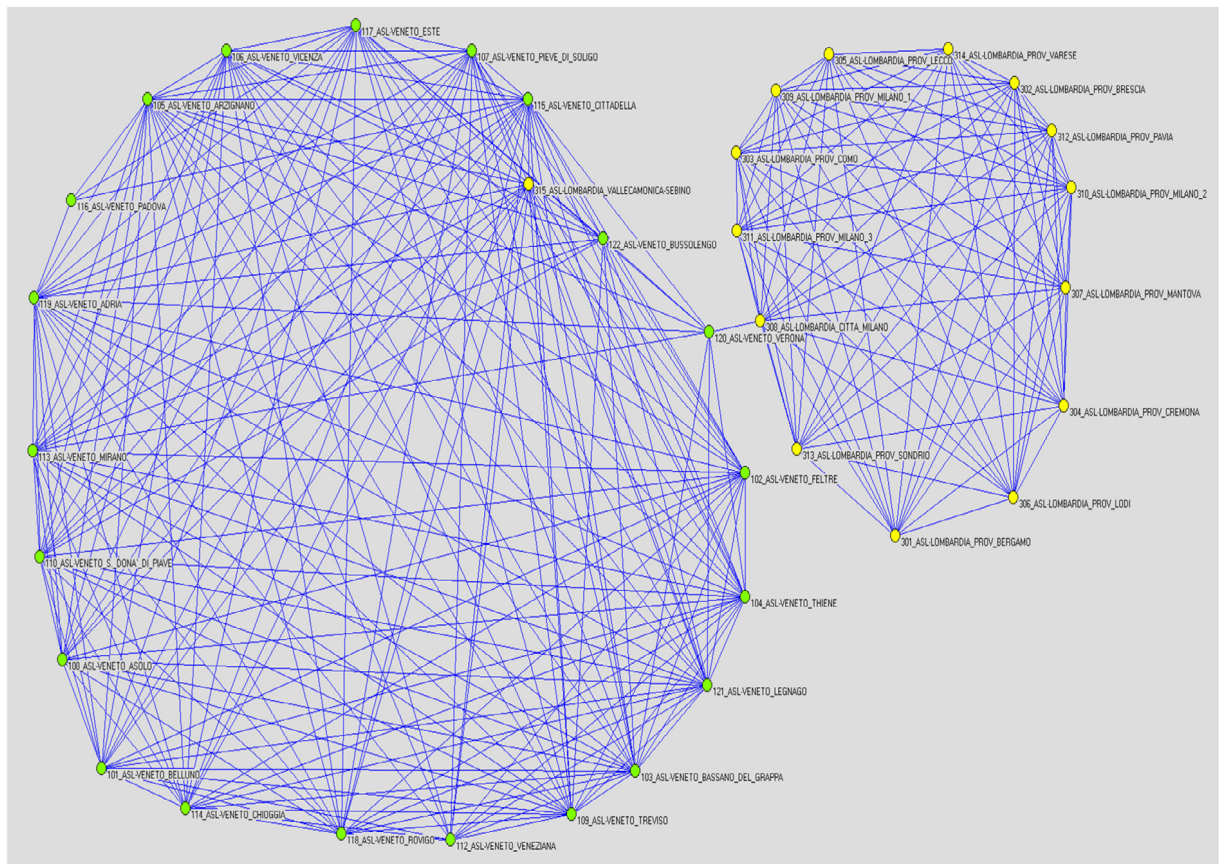 117_ASL-VENETO_ESTE
106_ASL-VENETO_VICENZA
107_ASL-VENETO_PIEVE_DI_SOLIGO
105_ASL-VENETO_ARZIGNANO
115_ASL-VENETO_CITTADELLA
315_ASL-LOMBARDIA_VALLECAMONICA-SEBINO
116_ASL-VENETO_PADOVA
122_ASL-VENETO_BUSSOLENGO
119_ASL-VENETO_ADRIA
120_ASL-VENETO_VERONA
113_ASL-VENETO_MIRANO
102_ASL-VENETO_FELTRE
110_ASL-VENETO_S_DONA'_DI_PIAVE
104_ASL-VENETO_THIENE
100_ASL-VENETO_ASOLO
121_ASL-VENETO_LEGNAGO
101_ASL-VENETO_BELLUNO
103_ASL-VENETO_BASSANO_DEL_GRAPPA
114_ASL-VENETO_CHIOGGIA
109_ASL-VENETO_TREVISO
118_ASL-VENETO_ROVIGO
112_ASL-VENETO_VENEZIANA
314_ASL-LOMBARDIA_PROV_VARESE
305_ASL-LOMBARDIA_PROV_LECCO
302_ASL-LOMBARDIA_PROV_BRESCIA
309_ASL-LOMBARDIA_PROV_MILANO_1
312_ASL-LOMBARDIA_PROV_PAVIA
303_ASL-LOMBARDIA_PROV_COMO
310_ASL-LOMBARDIA_PROV_MILANO_2
311_ASL-LOMBARDIA_PROV_MILANO_3
307_ASL-LOMBARDIA_PROV_MANTOVA
308_ASL-LOMBARDIA_CITTA_MILANO
304_ASL-LOMBARDIA_PROV_CREMONA
313_ASL-LOMBARDIA_PROV_SONDRIO
306_ASL-LOMBARDIA_PROV_LODI
301_ASL-LOMBARDIA_PROV_BERGAMO